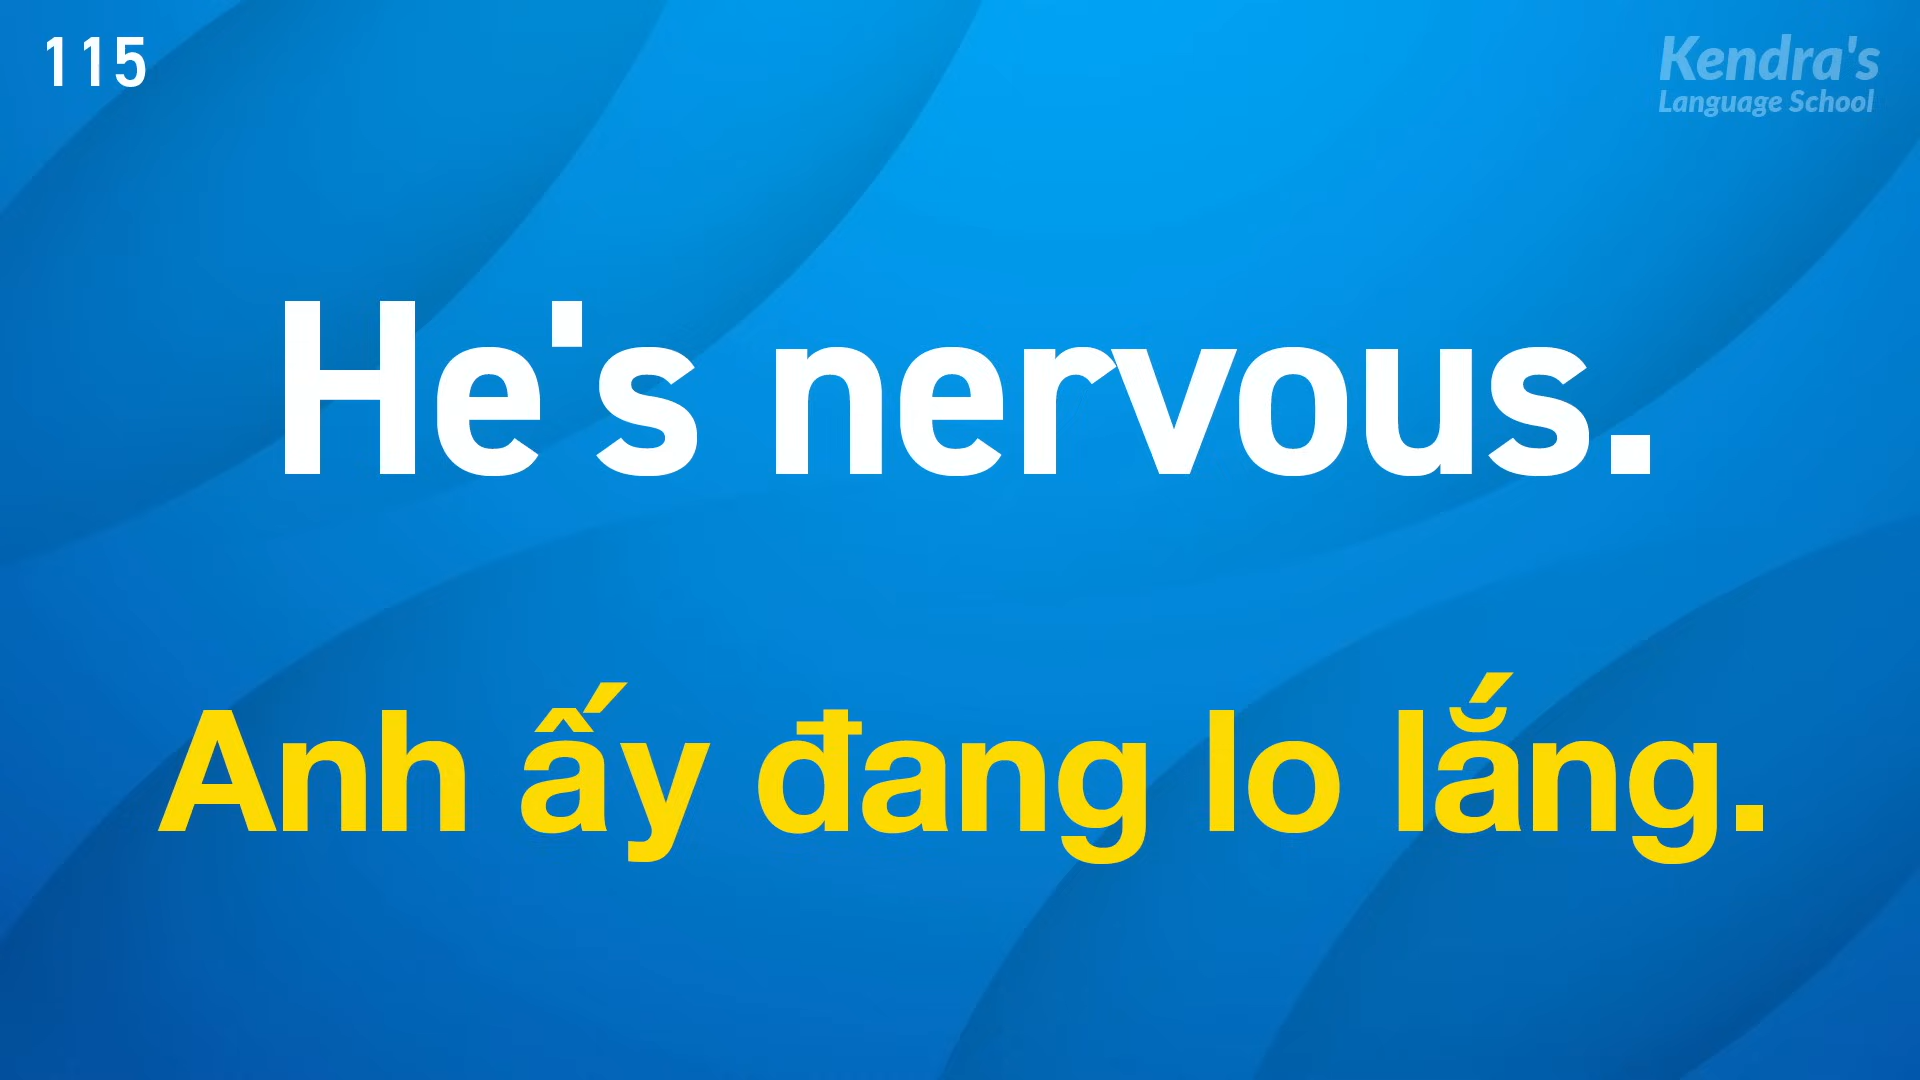 115
Kendra's
Language School
He's nervous.
Anh ấy đang lo lắng.